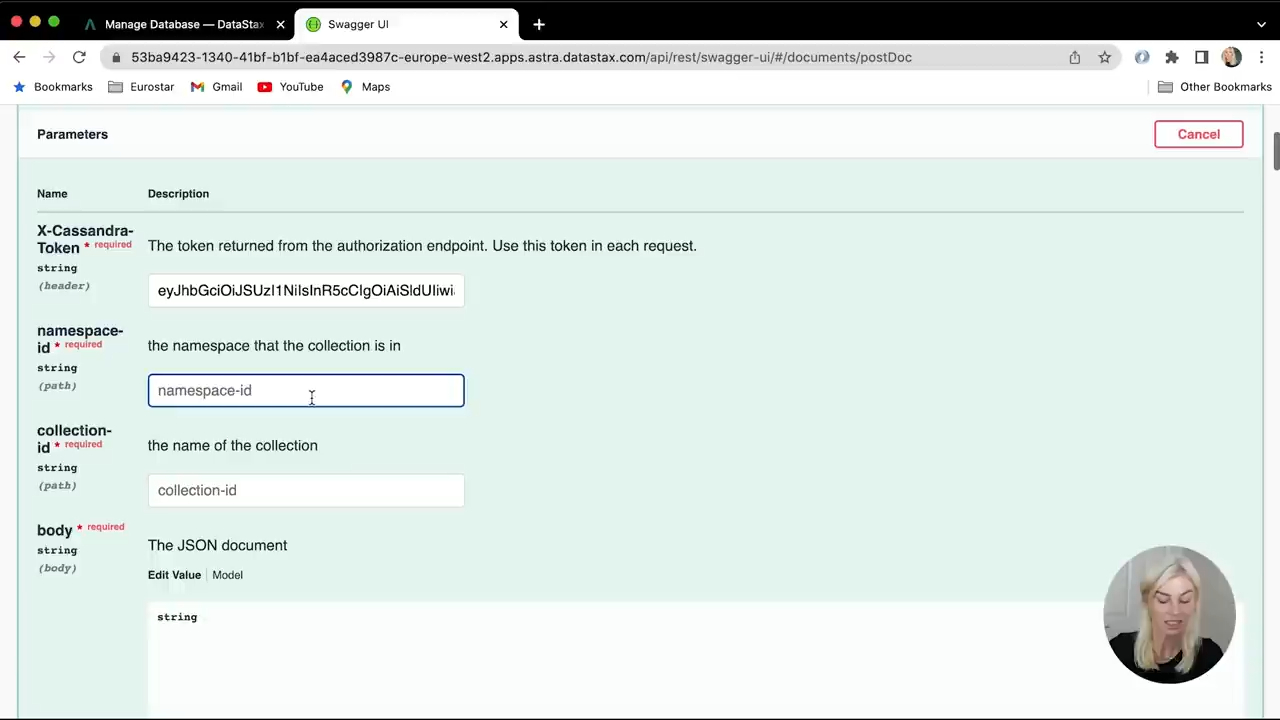 Manage Database — DataStax
Swagger UI
53ba9423-1340-41bf-b1bf-ea4aced3987c-europe-west2.apps.astra.datastax.com/api/rest/swagger-ui/#/documents/postDoc
Bookmarks
Eurostar
Gmail
YouTube
Maps
Other Bookmarks
Parameters
Cancel
Name
Description
X-Cassandra-
Token * required
string
(header)
The token returned from the authorization endpoint. Use this token in each request.
eyJhbGciOiJSUzI1NiIsInR5cCIgOiAiSldUIiwi
namespace-
id * required
string
(path)
the namespace that the collection is in
namespace-id
collection-
id * required
string
(path)
the name of the collection
collection-id
body * required
string
(body)
The JSON document
Edit Value | Model
string